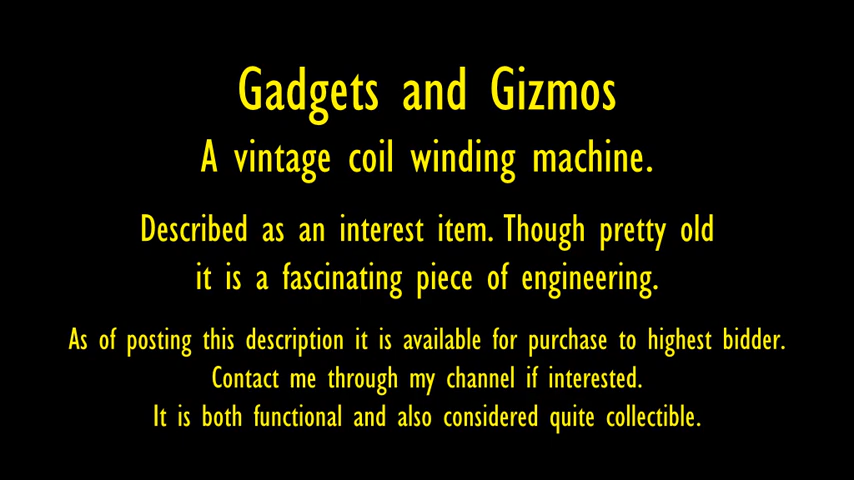 Gadgets and Gizmos
A vintage coil winding machine.
Described as an interest item. Though pretty old
it is a fascinating piece of engineering.
As of posting this description it is available for purchase to highest bidder.
Contact me through my channel if interested.
It is both functional and also considered quite collectible.